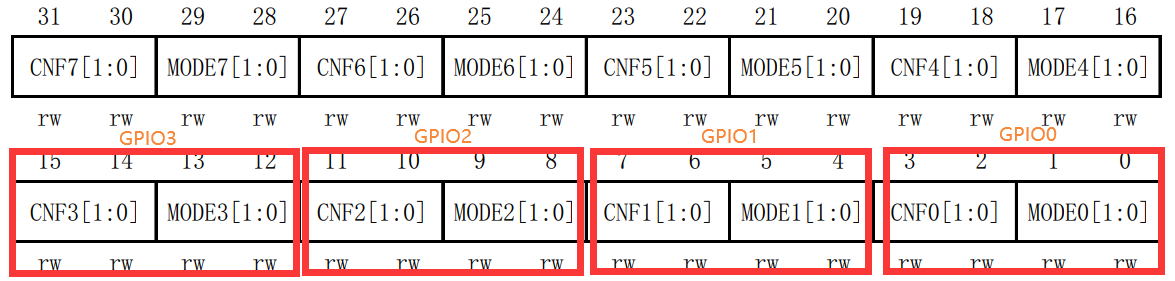 31 30 29 28 27 26 25 24 23 22 21 20 19 18 17 16
CNF7[1:0] MODE7[1:0] CNF6[1:0] MODE6[1:0] CNF5[1:0] MODE5[1:0] CNF4[1:0] MODE4[1:0]
rw rw rw rw rw rw rw rw rw rw rw rw rw rw rw rw
GPIO3 GPIO2 GPIO1 GPIO0
15 14 13 12 11 10 9 8 7 6 5 4 3 2 1 0
CNF3[1:0] MODE3[1:0] CNF2[1:0] MODE2[1:0] CNF1[1:0] MODE1[1:0] CNF0[1:0] MODE0[1:0]
rw rw rw rw rw rw rw rw rw rw rw rw rw rw rw rw